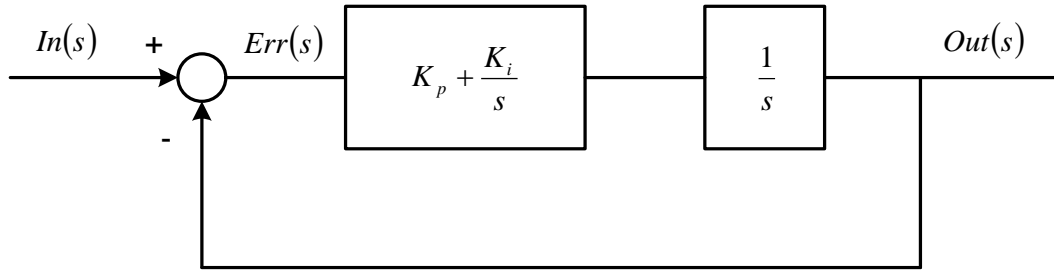 In(s)
+
Err(s)
K_p + K_i/s
1/s
Out(s)
-